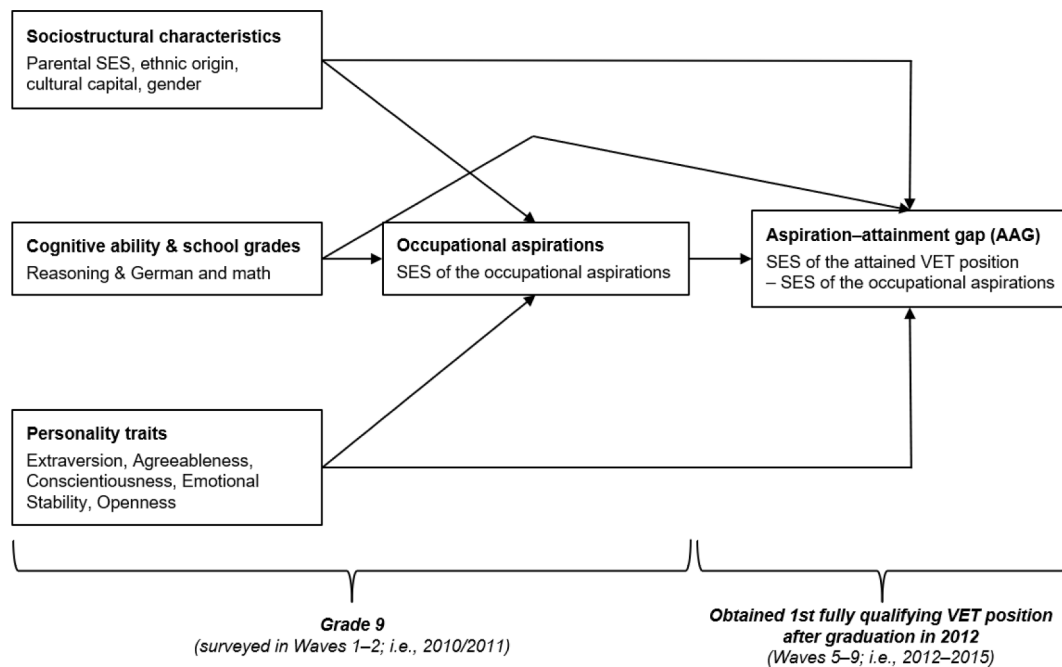 Sociostructural characteristics
Parental SES, ethnic origin,
cultural capital, gender
Cognitive ability & school grades
Reasoning & German and math
Occupational aspirations
SES of the occupational aspirations
Aspiration–attainment gap (AAG)
SES of the attained VET position
– SES of the occupational aspirations
Personality traits
Extraversion, Agreeableness,
Conscientiousness, Emotional
Stability, Openness
Grade 9
(surveyed in Waves 1–2; i.e., 2010/2011)
Obtained 1st fully qualifying VET position
after graduation in 2012
(Waves 5–9; i.e., 2012–2015)